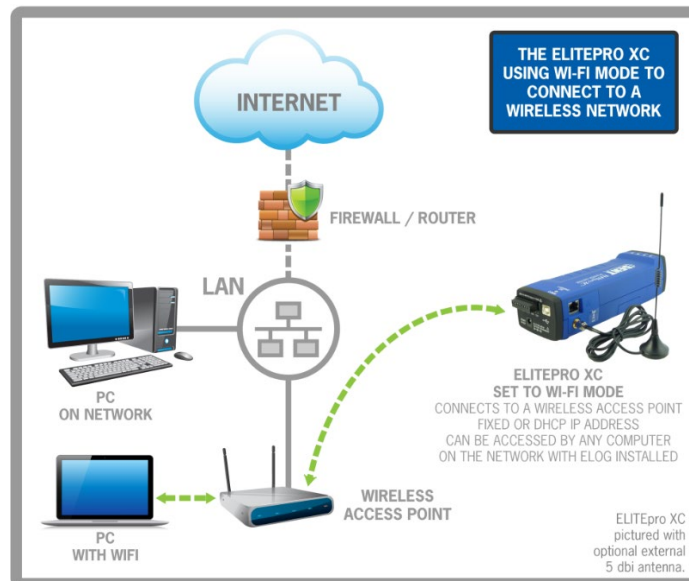 THE ELITEPRO XC
USING WI-FI MODE TO
CONNECT TO A
WIRELESS NETWORK
INTERNET
FIREWALL / ROUTER
LAN
PC
ON NETWORK
ELITEPRO XC
SET TO WI-FI MODE
CONNECTS TO A WIRELESS ACCESS POINT
FIXED OR DHCP IP ADDRESS
CAN BE ACCESSED BY ANY COMPUTER
ON THE NETWORK WITH ELOG INSTALLED
WIRELESS
ACCESS POINT
PC
WITH WIFI
ELITEpro XC
pictured with
optional external
5 dbi antenna.